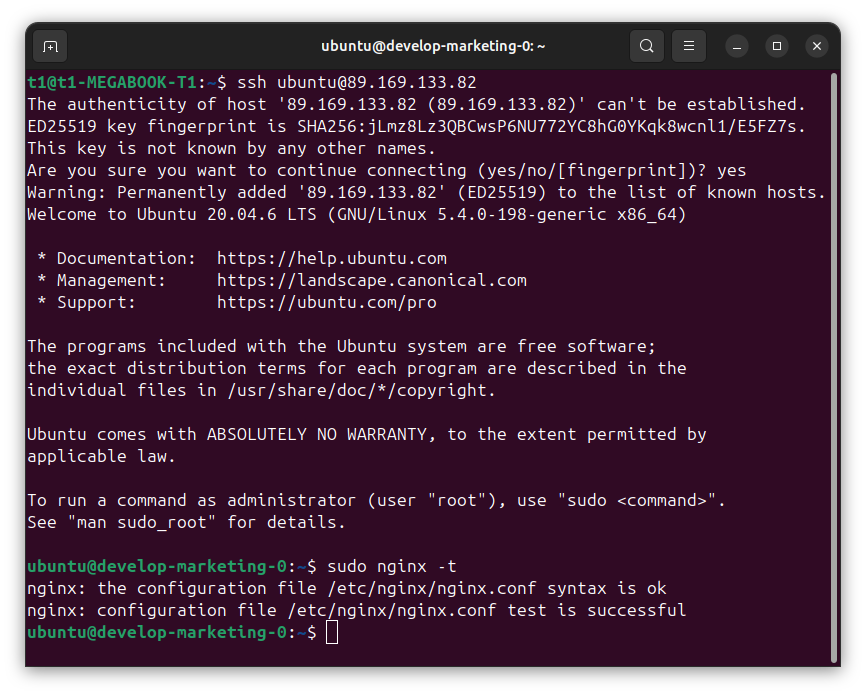 ubuntu@develop-marketing-0: ~
t1@t1-MEGABOOK-T1:~$ ssh ubuntu@89.169.133.82
The authenticity of host '89.169.133.82 (89.169.133.82)' can't be established.
ED25519 key fingerprint is SHA256:jLmz8Lz3QBCwsP6NU772YC8hG0YKqk8wcnl1/E5FZ7s.
This key is not known by any other names.
Are you sure you want to continue connecting (yes/no/[fingerprint])? yes
Warning: Permanently added '89.169.133.82' (ED25519) to the list of known hosts.
Welcome to Ubuntu 20.04.6 LTS (GNU/Linux 5.4.0-198-generic x86_64)
* Documentation:  https://help.ubuntu.com
* Management:     https://landscape.canonical.com
* Support:        https://ubuntu.com/pro
The programs included with the Ubuntu system are free software;
the exact distribution terms for each program are described in the
individual files in /usr/share/doc/*/copyright.
Ubuntu comes with ABSOLUTELY NO WARRANTY, to the extent permitted by
applicable law.
To run a command as administrator (user "root"), use "sudo <command>".
See "man sudo_root" for details.
ubuntu@develop-marketing-0:~$ sudo nginx -t
nginx: the configuration file /etc/nginx/nginx.conf syntax is ok
nginx: configuration file /etc/nginx/nginx.conf test is successful
ubuntu@develop-marketing-0:~$